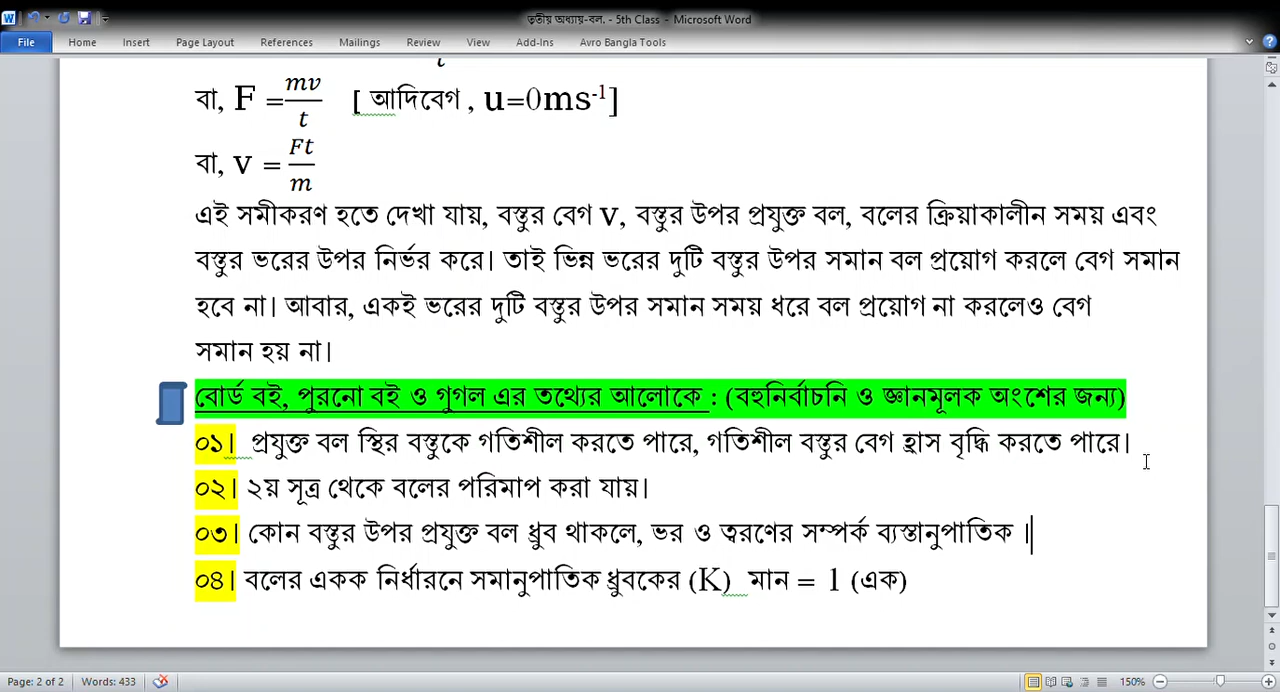 তৃতীয় অধ্যায়-বল. - 5th Class - Microsoft Word
File Home Insert Page Layout References Mailings Review View Add-Ins Avro Bangla Tools
t
বা, F = mv/t [ আদিবেগ , u=0ms-1]
বা, v = Ft/m
এই সমীকরণ হতে দেখা যায়, বস্তুর বেগ v, বস্তুর উপর প্রযুক্ত বল, বলের ক্রিয়াকালীন সময় এবং
বস্তুর ভরের উপর নির্ভর করে। তাই ভিন্ন ভরের দুটি বস্তুর উপর সমান বল প্রয়োগ করলে বেগ সমান
হবে না। আবার, একই ভরের দুটি বস্তুর উপর সমান সময় ধরে বল প্রয়োগ না করলেও বেগ
সমান হয় না।
বোর্ড বই, পুরনো বই ও গুগল এর তথ্যের আলোকে : (বহুনির্বাচনি ও জ্ঞানমূলক অংশের জন্য)
০১। প্রযুক্ত বল স্থির বস্তুকে গতিশীল করতে পারে, গতিশীল বস্তুর বেগ হ্রাস বৃদ্ধি করতে পারে।
০২। ২য় সূত্র থেকে বলের পরিমাপ করা যায়।
০৩। কোন বস্তুর উপর প্রযুক্ত বল ধ্রুব থাকলে, ভর ও ত্বরণের সম্পর্ক ব্যস্তানুপাতিক ।
০৪। বলের একক নির্ধারনে সমানুপাতিক ধ্রুবকের (K) মান = 1 (এক)
Page: 2 of 2 Words: 433 150%